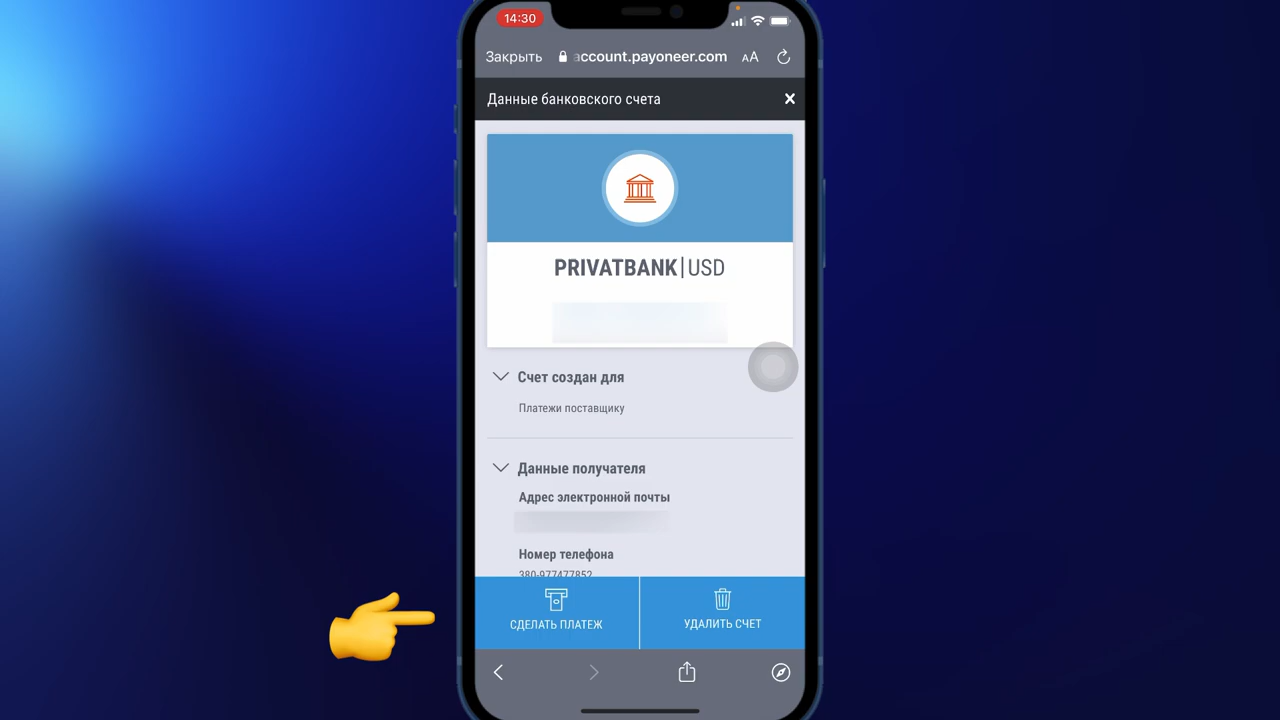 14:30
Закрыть account.payoneer.com AA
Данные банковского счета
PRIVATBANK|USD
Счет создан для
Платежи поставщику
Данные получателя
Адрес электронной почты
Номер телефона
380-977477852
СДЕЛАТЬ ПЛАТЕЖ
УДАЛИТЬ СЧЕТ